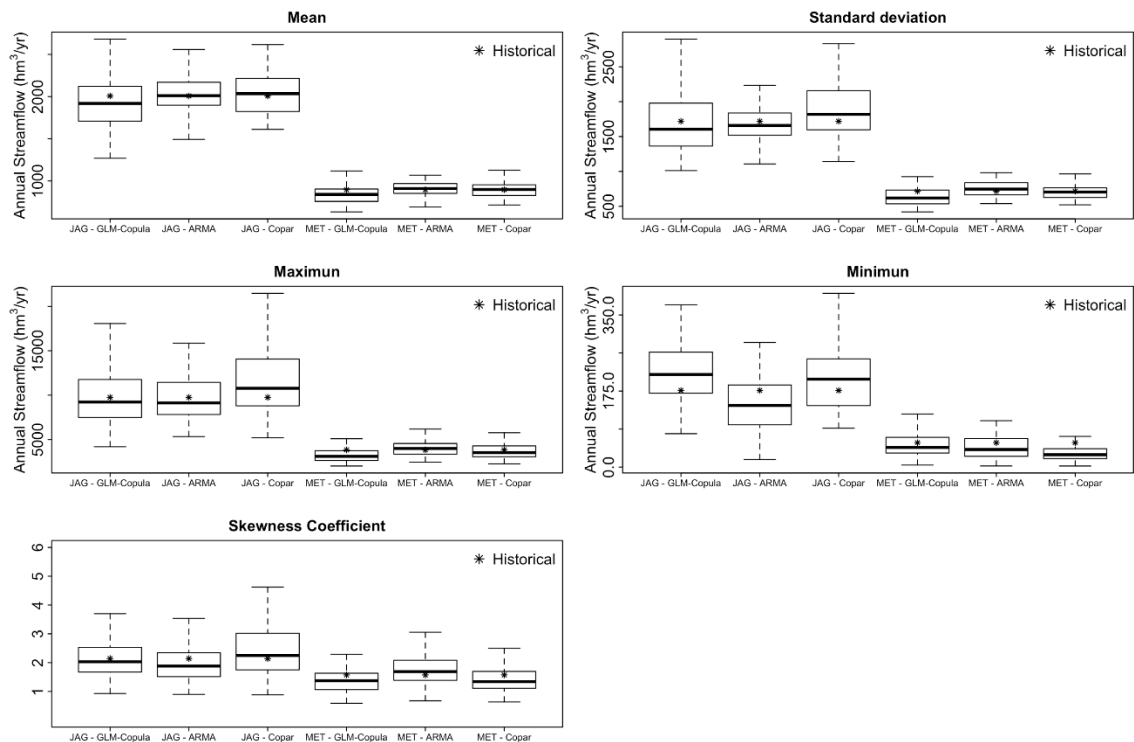 Mean
Annual Streamflow (hm³/yr)
2000
1000
* Historical
JAG - GLM-Copula JAG - ARMA JAG - Copar MET - GLM-Copula MET - ARMA MET - Copar
Standard deviation
Annual Streamflow (hm³/yr)
2500
1500
500
* Historical
JAG - GLM-Copula JAG - ARMA JAG - Copar MET - GLM-Copula MET - ARMA MET - Copar
Maximun
Annual Streamflow (hm³/yr)
15000
5000
* Historical
JAG - GLM-Copula JAG - ARMA JAG - Copar MET - GLM-Copula MET - ARMA MET - Copar
Minimun
Annual Streamflow (hm³/yr)
350.0
175.0
0.0
* Historical
JAG - GLM-Copula JAG - ARMA JAG - Copar MET - GLM-Copula MET - ARMA MET - Copar
Skewness Coefficient
6
5
4
3
2
1
* Historical
JAG - GLM-Copula JAG - ARMA JAG - Copar MET - GLM-Copula MET - ARMA MET - Copar